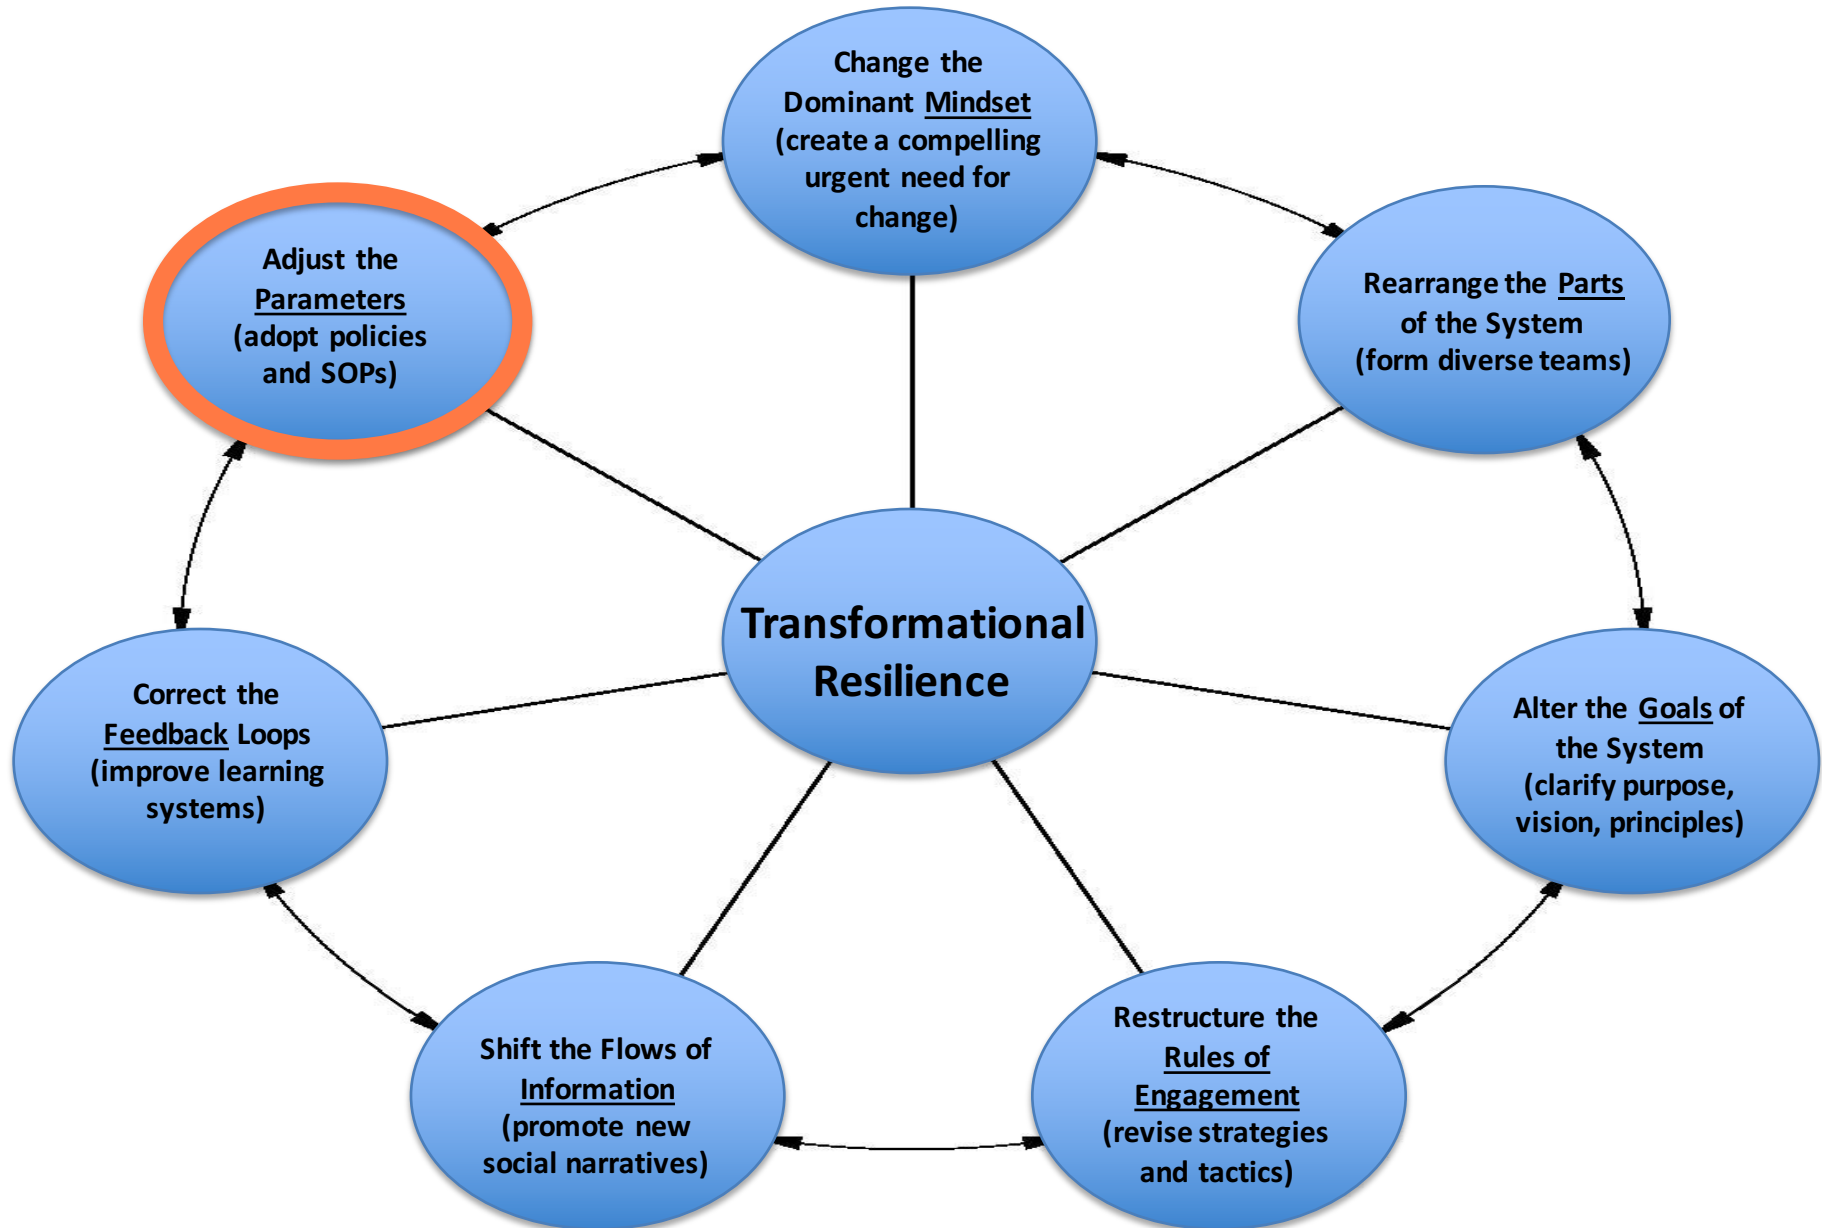 Change the
Dominant Mindset
(create a compelling
urgent need for
change)
Adjust the
Parameters
(adopt policies
and SOPs)
Rearrange the Parts
of the System
(form diverse teams)
Transformational
Resilience
Correct the
Feedback Loops
(improve learning
systems)
Alter the Goals of
the System
(clarify purpose,
vision, principles)
Shift the Flows of
Information
(promote new
social narratives)
Restructure the
Rules of
Engagement
(revise strategies
and tactics)